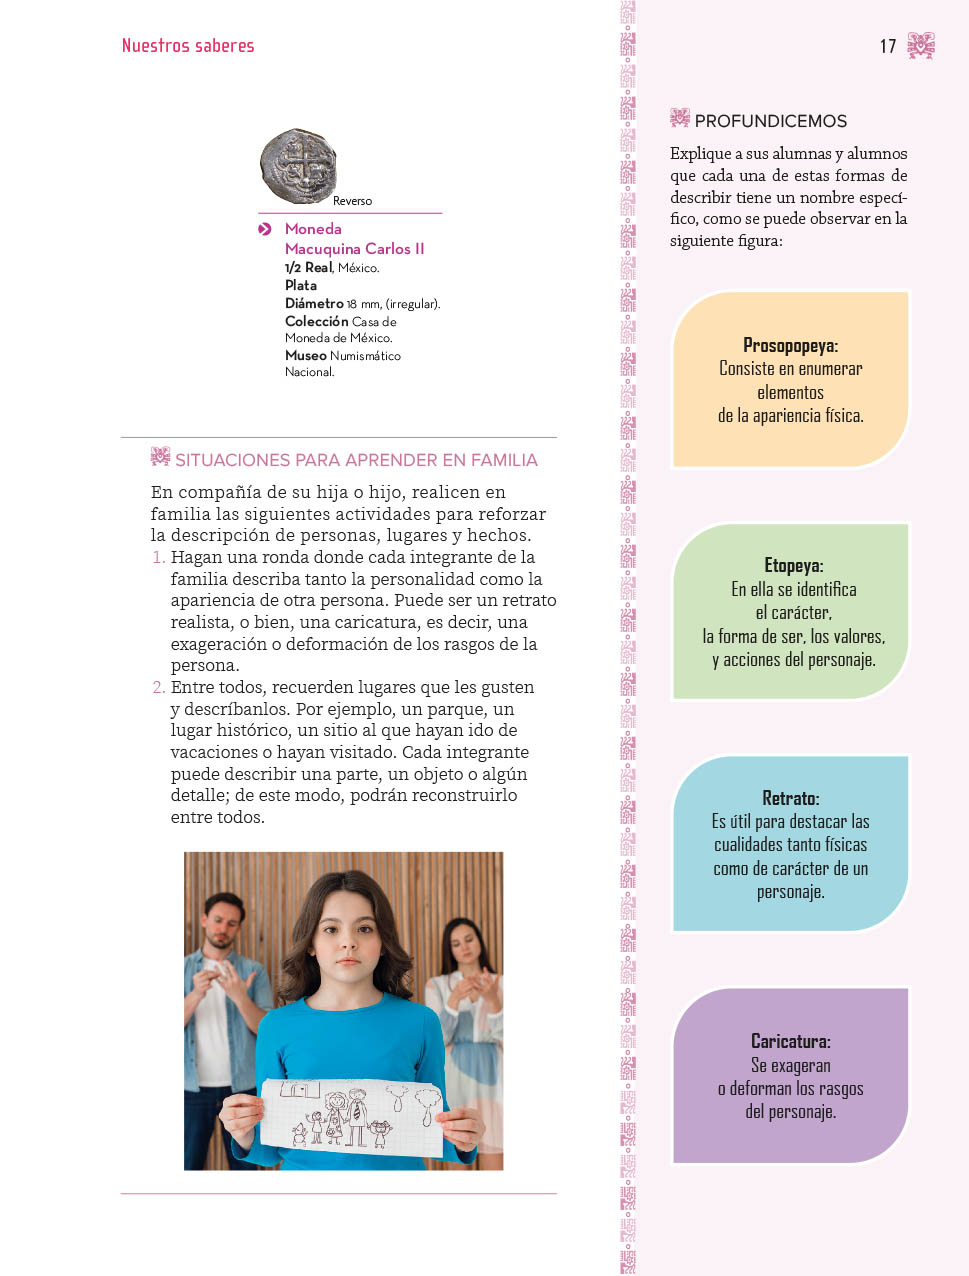 Nuestros saberes
17
Reverso
Moneda
Macuquina Carlos II
1/2 Real, México.
Plata
Diámetro 18 mm, (irregular).
Colección Casa de
Moneda de México.
Museo Numismático
Nacional.
SITUACIONES PARA APRENDER EN FAMILIA
En compañía de su hija o hijo, realicen en
familia las siguientes actividades para reforzar
la descripción de personas, lugares y hechos.
1. Hagan una ronda donde cada integrante de la
familia describa tanto la personalidad como la
apariencia de otra persona. Puede ser un retrato
realista, o bien, una caricatura, es decir, una
exageración o deformación de los rasgos de la
persona.
2. Entre todos, recuerden lugares que les gusten
y descríbanlos. Por ejemplo, un parque, un
lugar histórico, un sitio al que hayan ido de
vacaciones o hayan visitado. Cada integrante
puede describir una parte, un objeto o algún
detalle; de este modo, podrán reconstruirlo
entre todos.
PROFUNDICEMOS
Explique a sus alumnas y alumnos
que cada una de estas formas de
describir tiene un nombre especí-
fico, como se puede observar en la
siguiente figura:
Prosopopeya:
Consiste en enumerar
elementos
de la apariencia física.
Etopeya:
En ella se identifica
el carácter,
la forma de ser, los valores,
y acciones del personaje.
Retrato:
Es útil para destacar las
cualidades tanto físicas
como de carácter de un
personaje.
Caricatura:
Se exageran
o deforman los rasgos
del personaje.